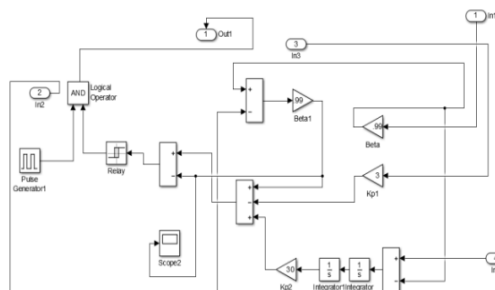 1
In1
1
Out1
3
In3
2
In2
AND
Logical
Operator
+
−
99
Beta1
.99
Beta
Pulse
Generator1
Relay
+
−
+
−
+
3
Kp1
Scope2
30
Kp2
1
s
Integrator1
1
s
Integrator
+
−